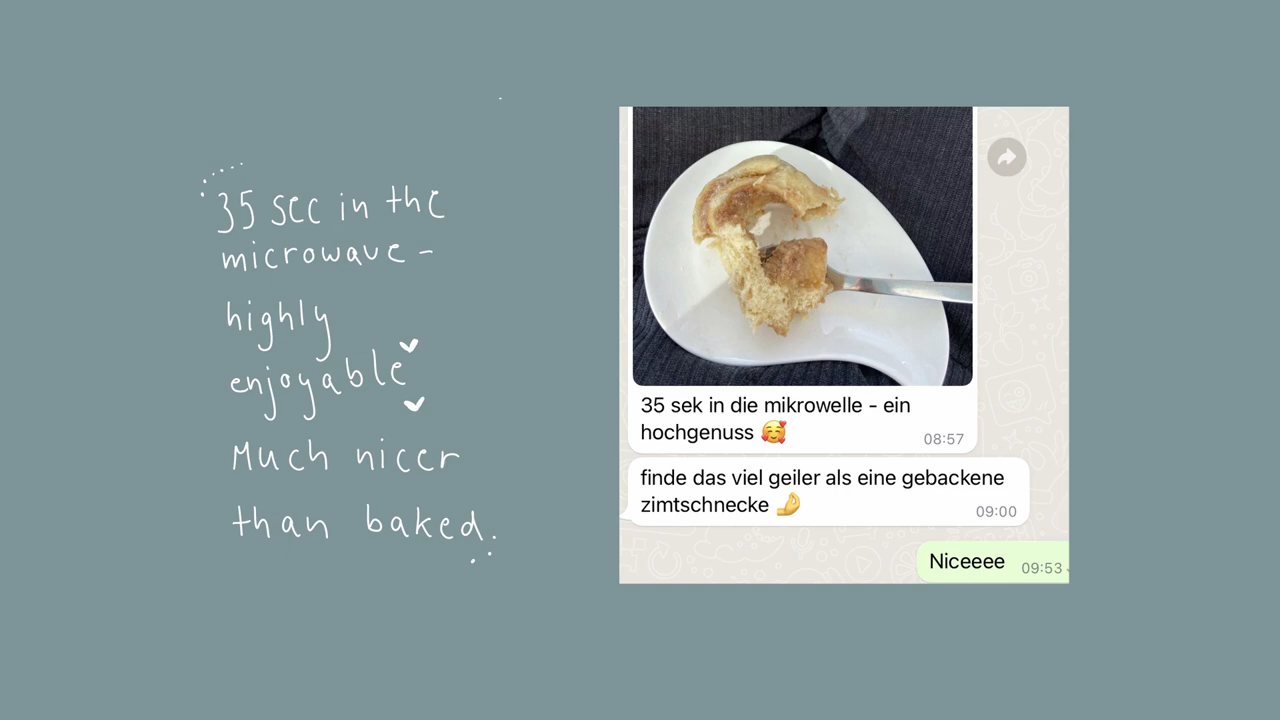 35 sec in the
microwave -
highly
enjoyable
Much nicer
than baked.
35 sek in die mikrowelle - ein
hochgenuss 🥰
08:57
finde das viel geiler als eine gebackene
zimtschnecke 👌
09:00
Niceeee
09:53